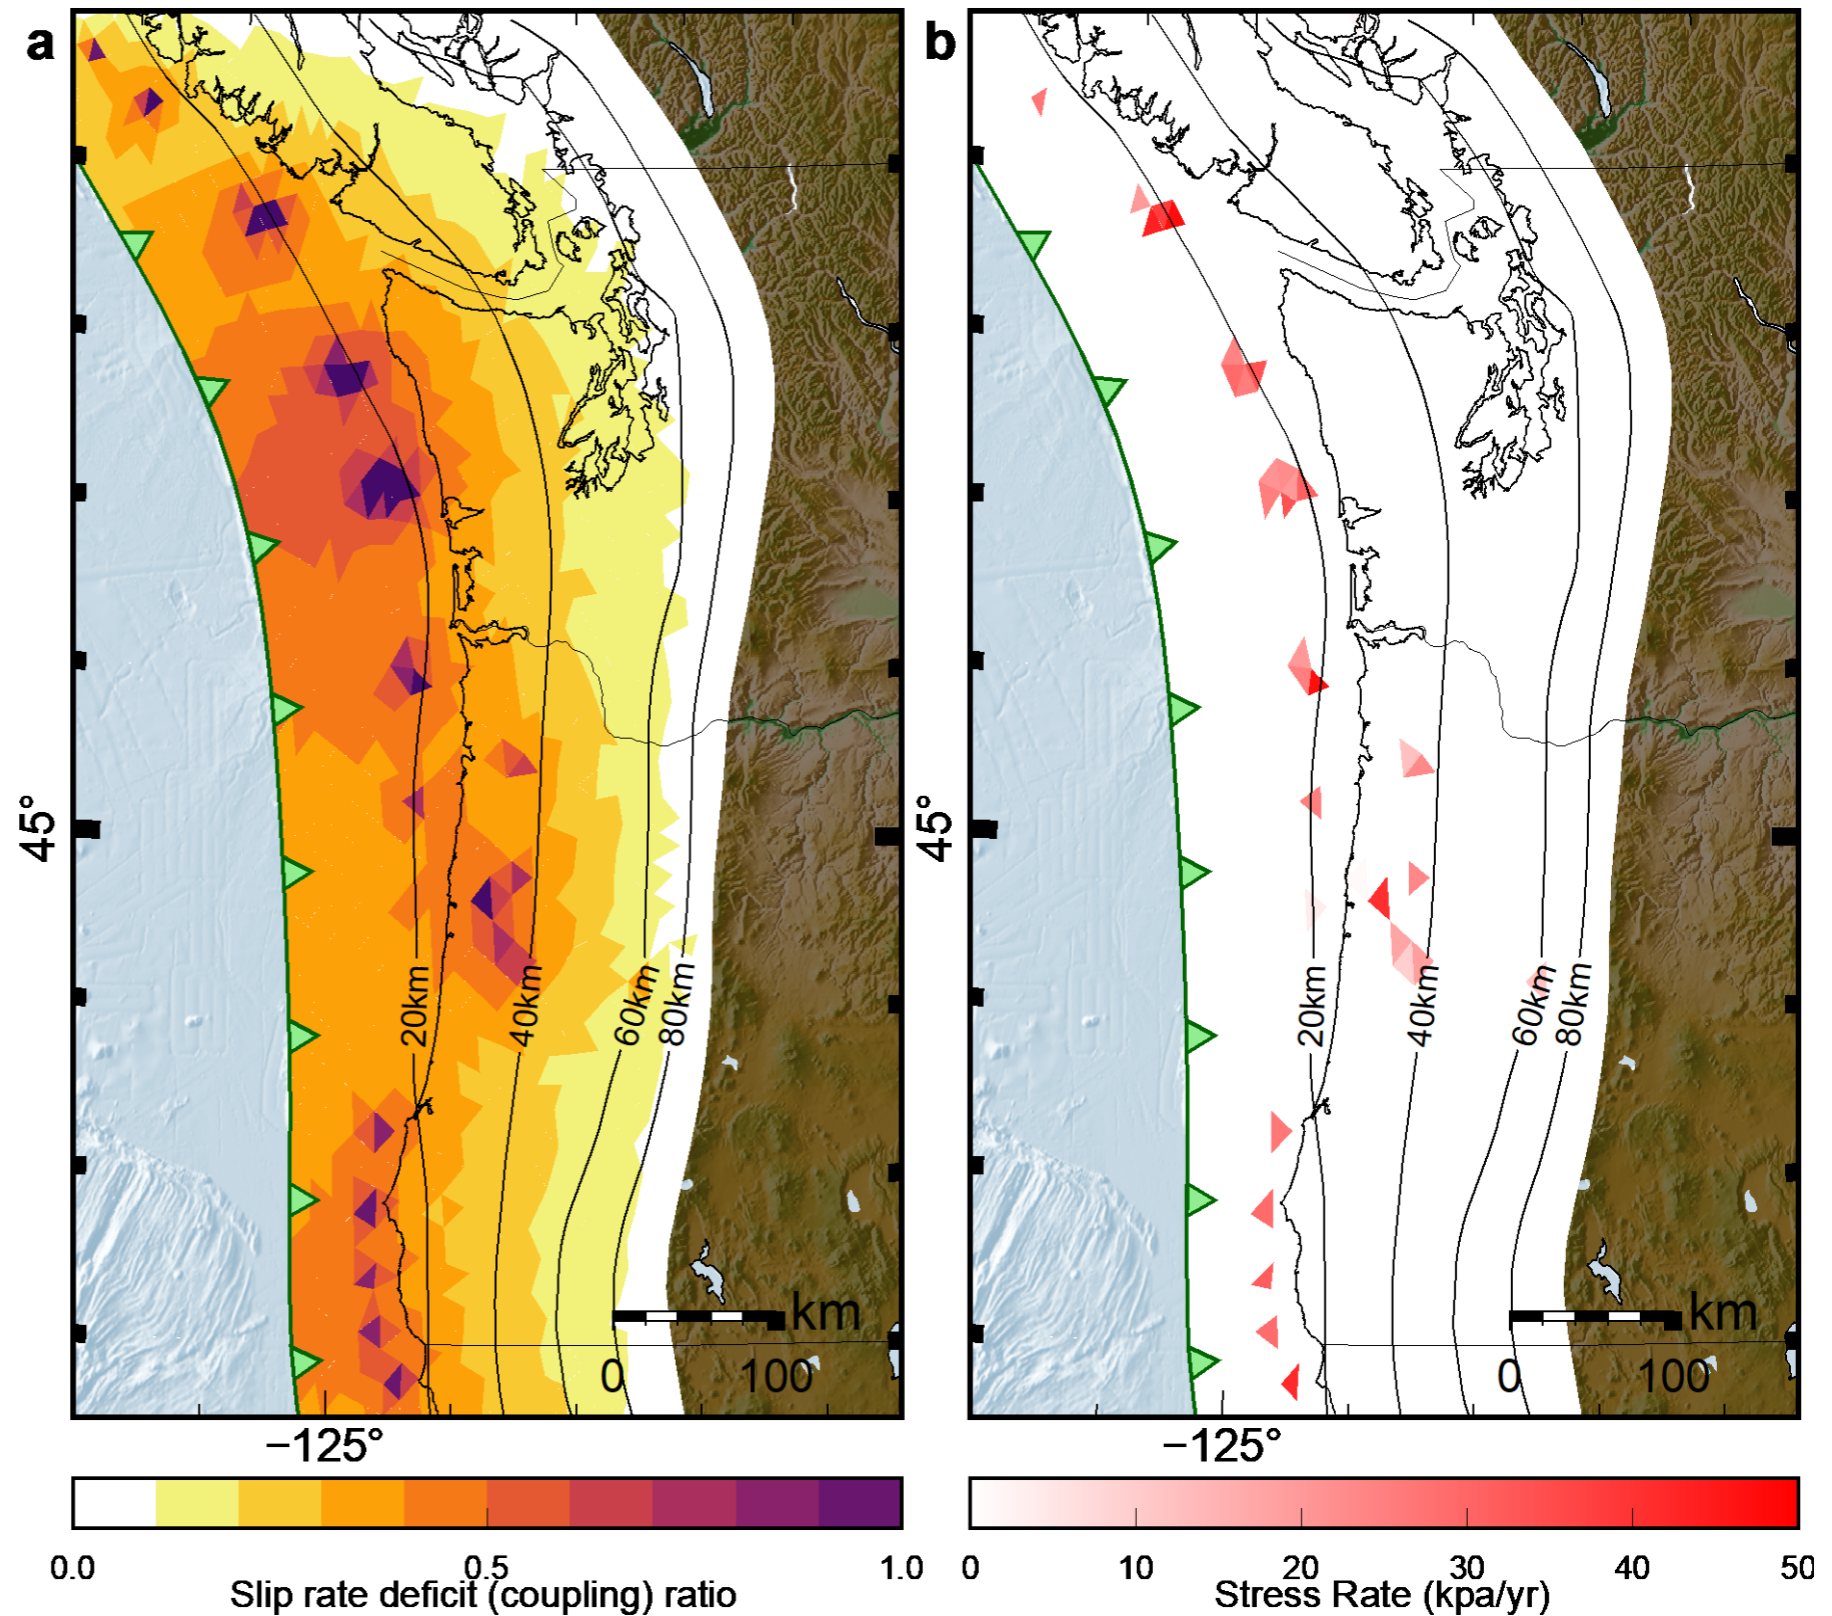 a
b
45°
45°
20km
40km
60km
80km
20km
40km
60km
80km
km
0
100
km
0
100
−125°
−125°
0.0
0.5
1.0
Slip rate deficit (coupling) ratio
0
10
20
30
40
50
Stress Rate (kpa/yr)